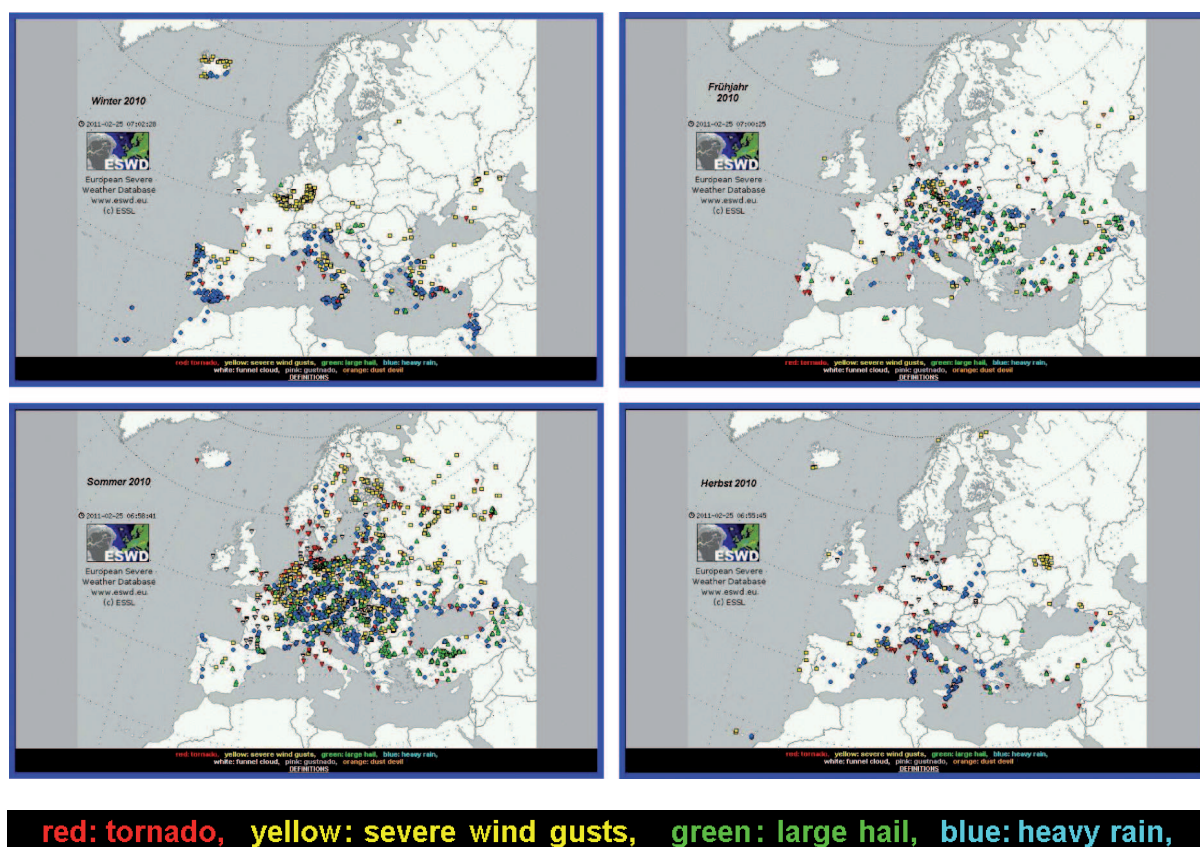 Winter 2010
2011-02-25 07:02:28
ESWD
European Severe
Weather Database
www.eswd.eu
(c) ESSL
red: tornado, yellow: severe wind gusts, green: large hail, blue: heavy rain,
white: funnel cloud, pink: gustnado, orange: dust devil
DEFINITIONS
Frühjahr
2010
2011-02-25 07:00:25
ESWD
European Severe
Weather Database
www.eswd.eu
(c) ESSL
red: tornado, yellow: severe wind gusts, green: large hail, blue: heavy rain,
white: funnel cloud, pink: gustnado, orange: dust devil
DEFINITIONS
Sommer 2010
2011-02-25 06:58:41
ESWD
European Severe
Weather Database
www.eswd.eu
(c) ESSL
red: tornado, yellow: severe wind gusts, green: large hail, blue: heavy rain,
white: funnel cloud, pink: gustnado, orange: dust devil
DEFINITIONS
Herbst 2010
2011-02-25 06:55:45
ESWD
European Severe
Weather Database
www.eswd.eu
(c) ESSL
red: tornado, yellow: severe wind gusts, green: large hail, blue: heavy rain,
white: funnel cloud, pink: gustnado, orange: dust devil
DEFINITIONS
red: tornado, yellow: severe wind gusts, green: large hail, blue: heavy rain,